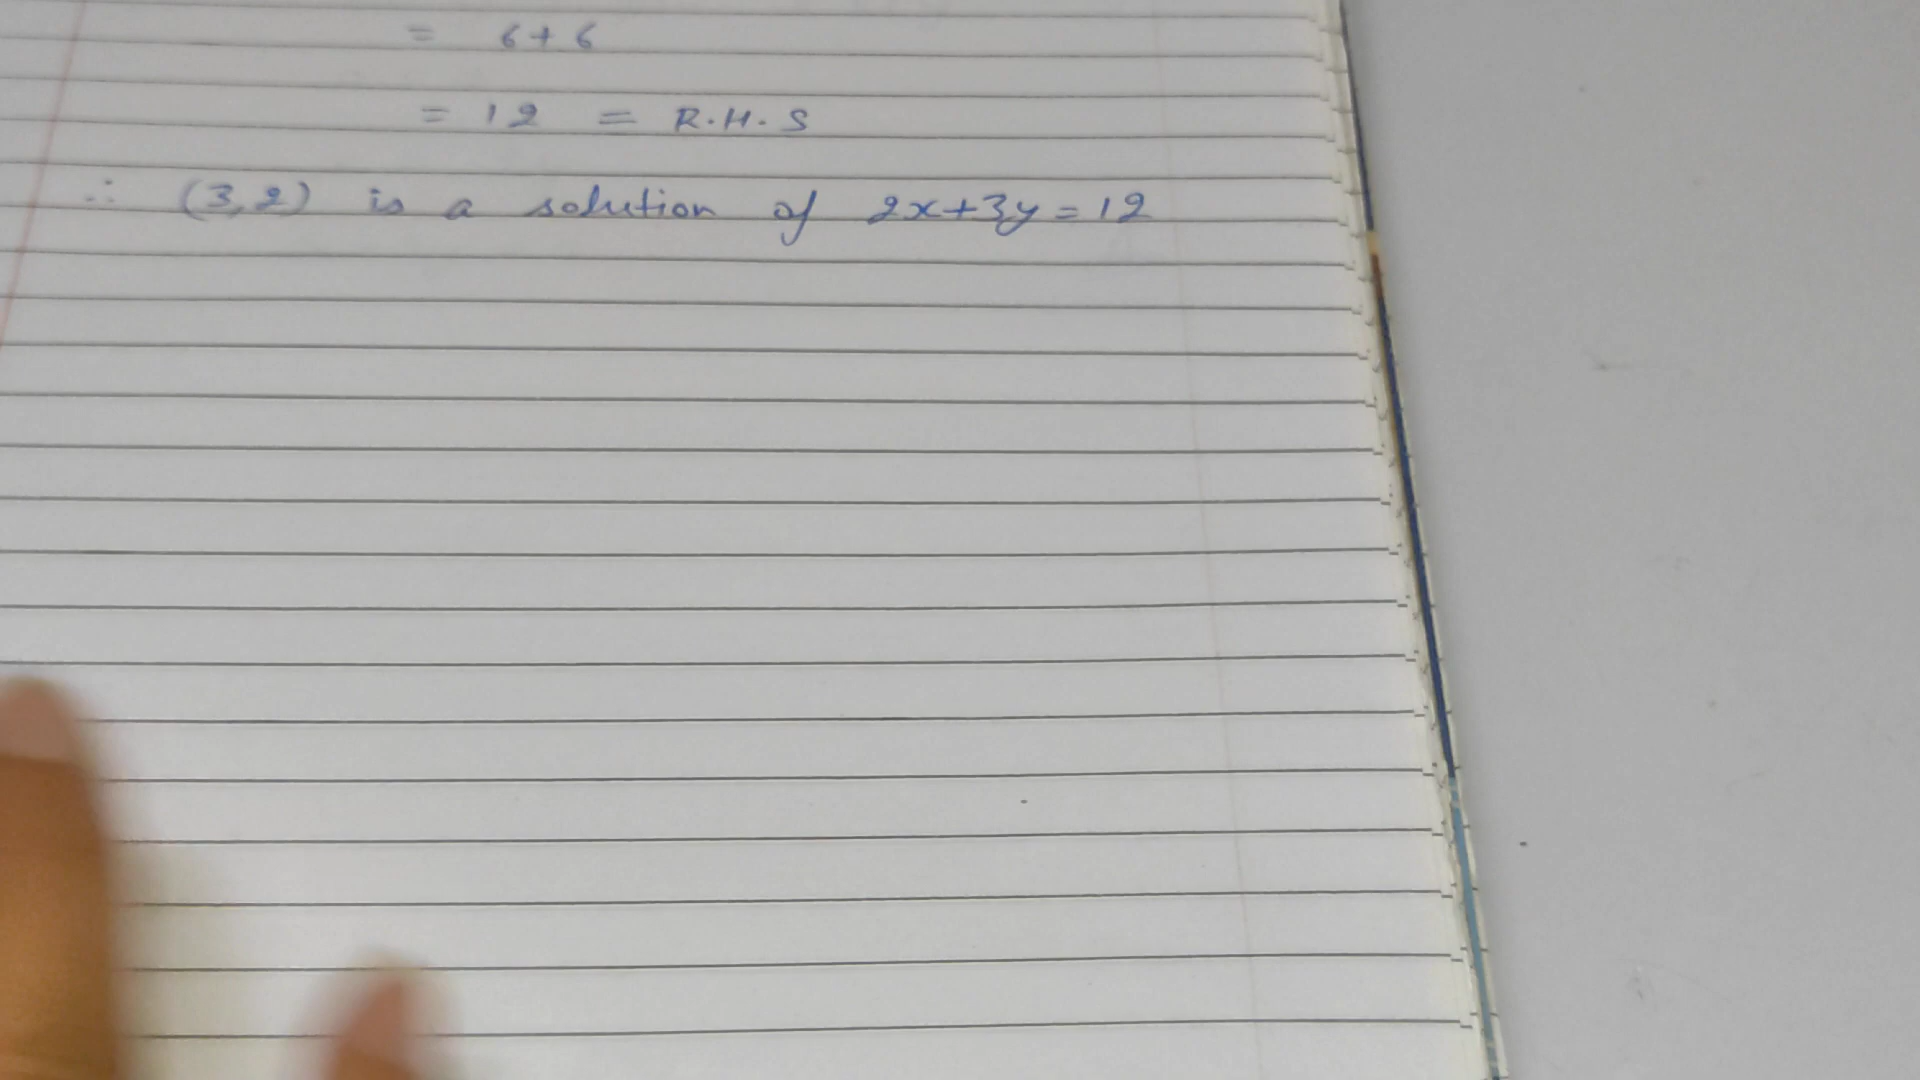 = 6+6
= 12 = R.H.S
∴ (3,2) is a solution of 2x+3y=12